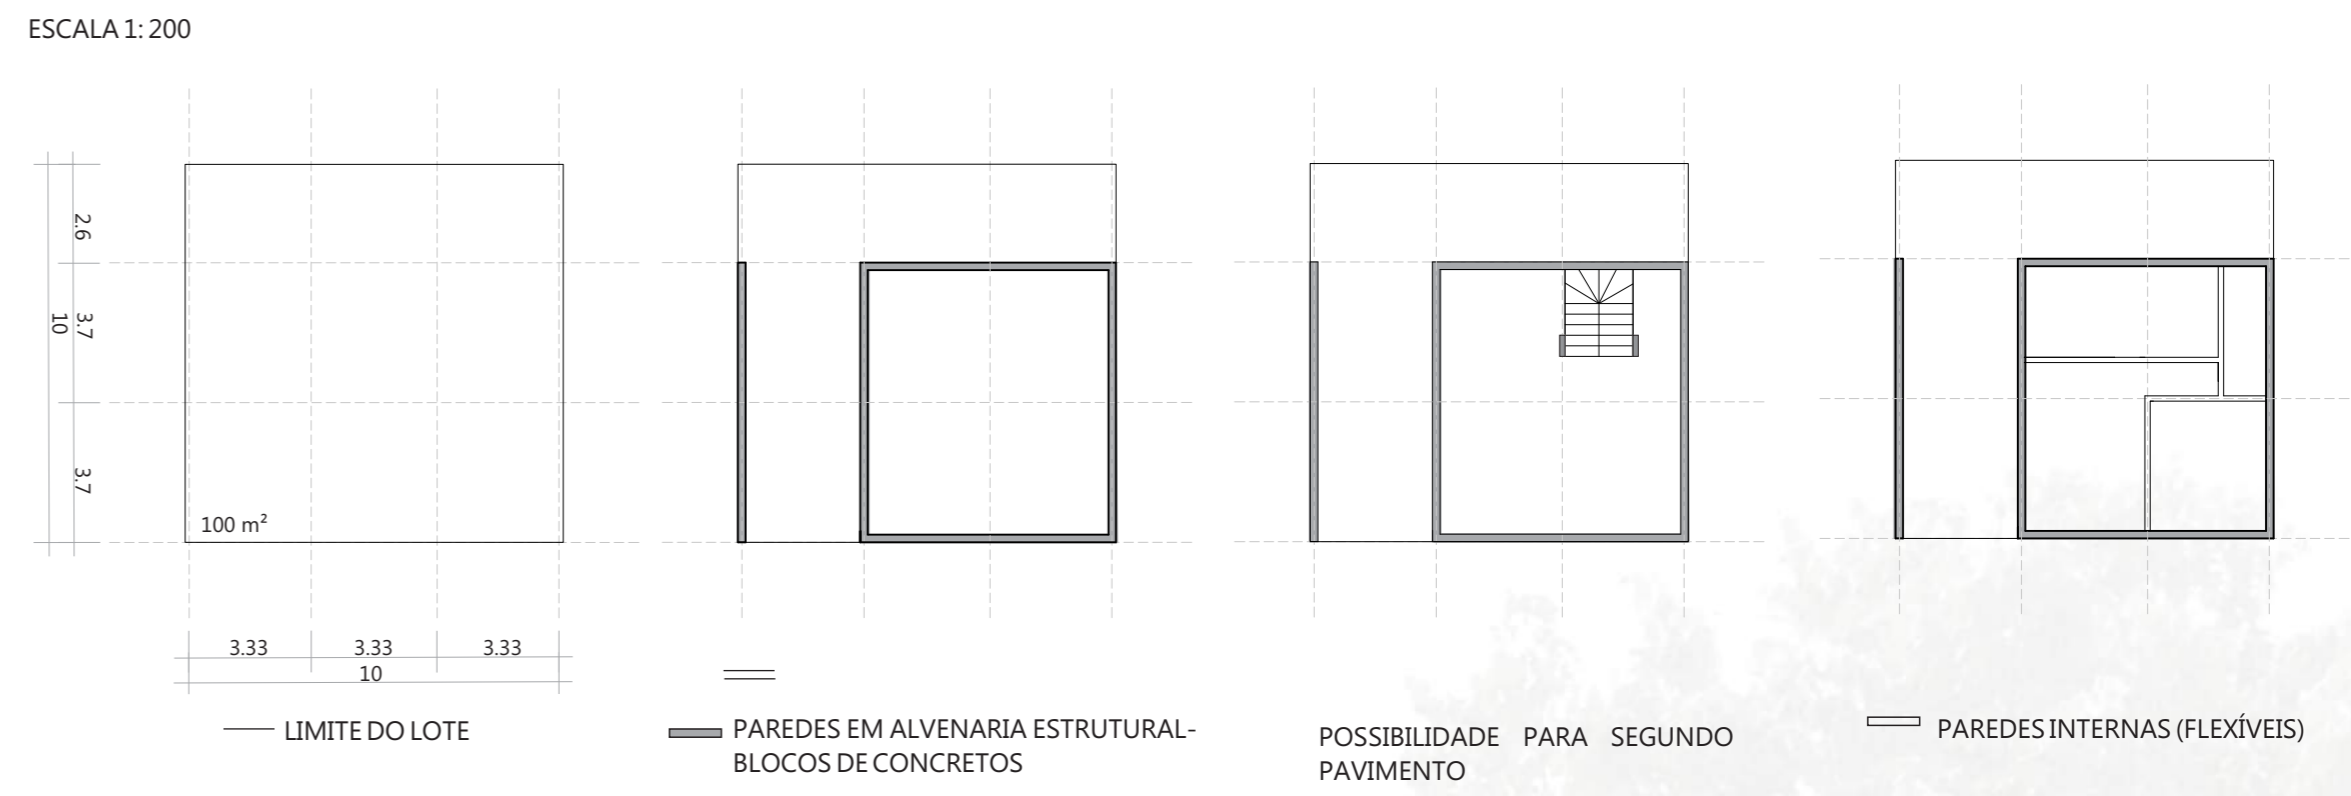 ESCALA 1: 200
2.6
3.7
10
3.7
100 m²
3.33 3.33 3.33
10
LIMITE DO LOTE
PAREDES EM ALVENARIA ESTRUTURAL-
BLOCOS DE CONCRETOS
POSSIBILIDADE PARA SEGUNDO
PAVIMENTO
PAREDES INTERNAS (FLEXÍVEIS)